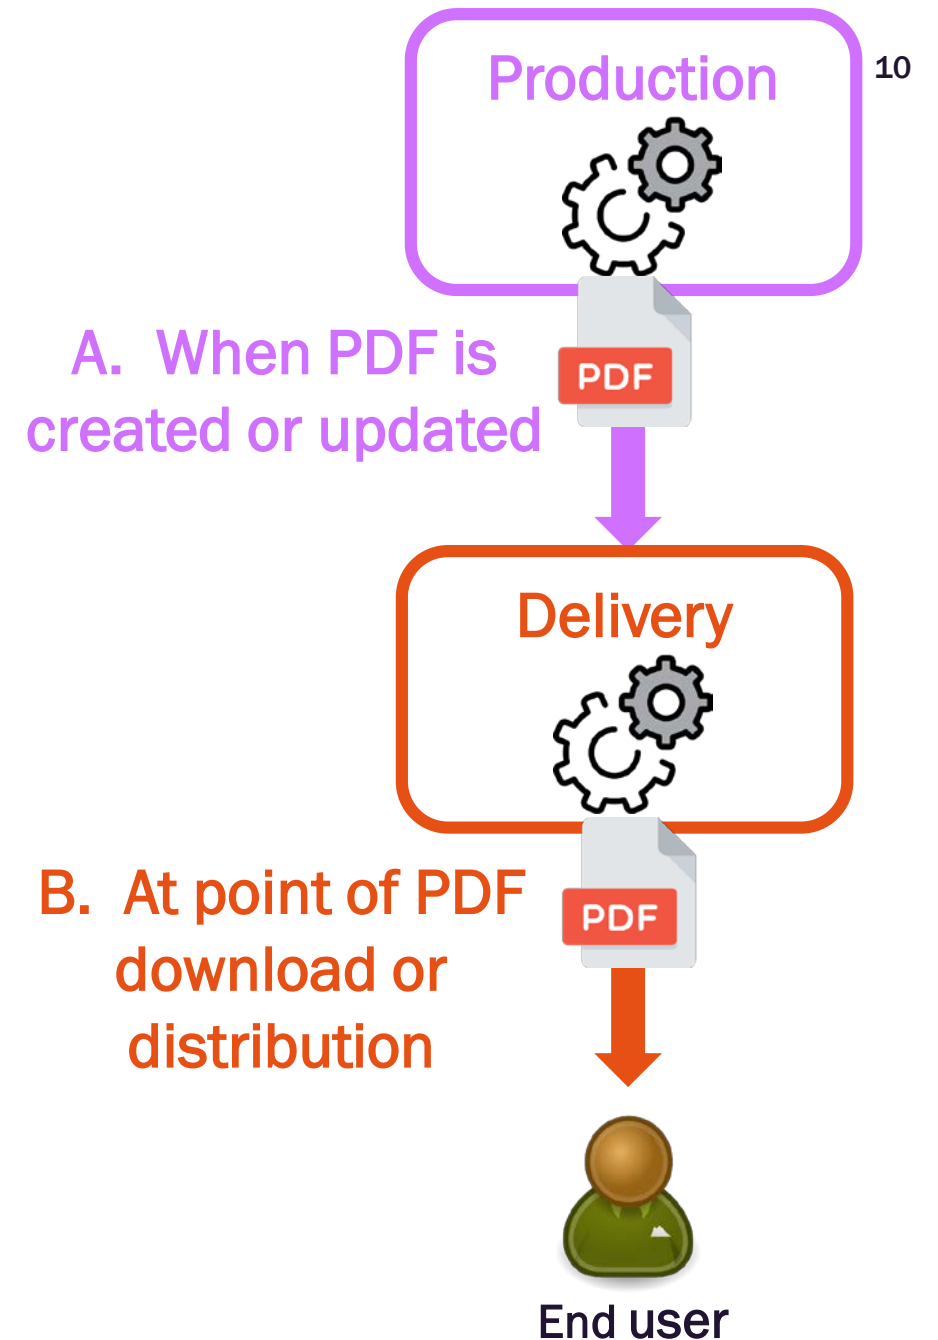 Production
10
A. When PDF is
created or updated
PDF
Delivery
B. At point of PDF
download or
distribution
PDF
End user